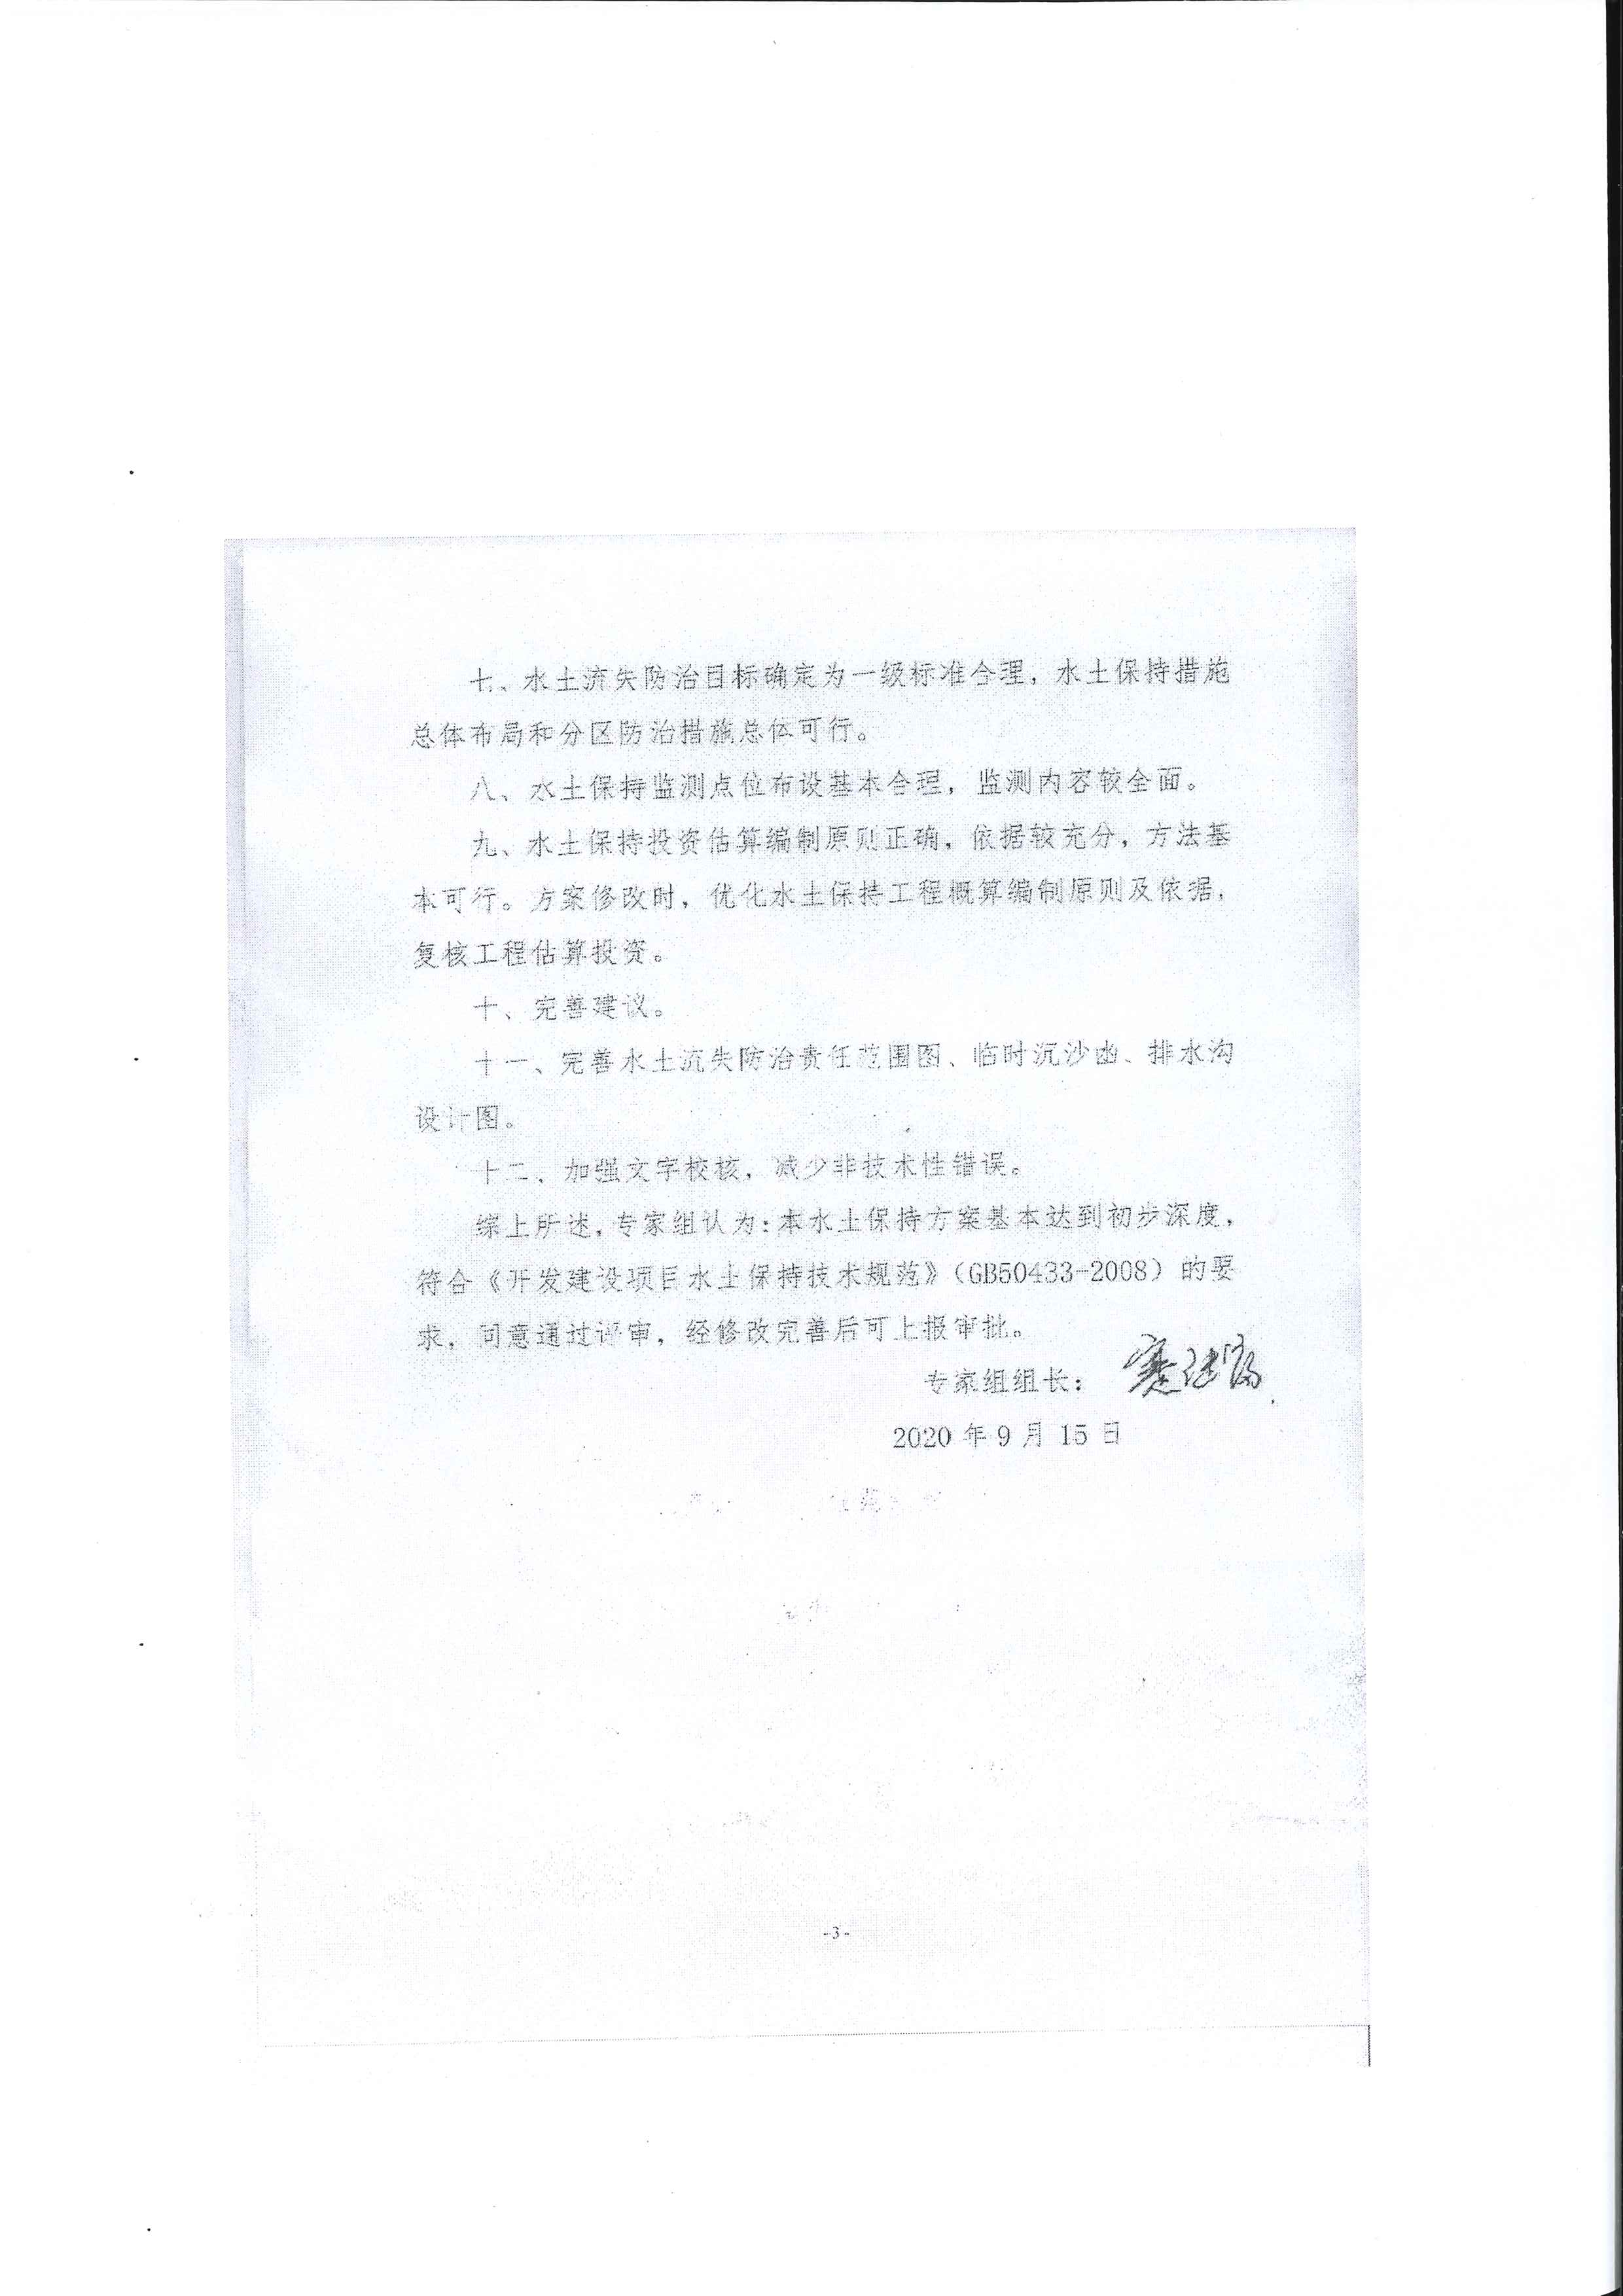 七、水土流失防治目标确定为一级标准合理，水土保持措施
总体布局和分区防治措施总体可行。
八、水土保持监测点位布设基本合理，监测内容较全面。
九、水土保持投资估算编制原则正确，依据较充分，方法基
本可行。方案修改时，优化水土保持工程概算编制原则及依据，
复核工程估算投资。
十、完善建议。
十一、完善水土流失防治责任范围图、临时沉沙凼、排水沟
设计图。
十二、加强文字校核，减少非技术性错误。
综上所述，专家组认为：本水土保持方案基本达到初步深度，
符合《开发建设项目水土保持技术规范》（GB50433-2008）的要
求，同意通过评审，经修改完善后可上报审批。
专家组组长：
2020 年 9 月 15 日
-3-